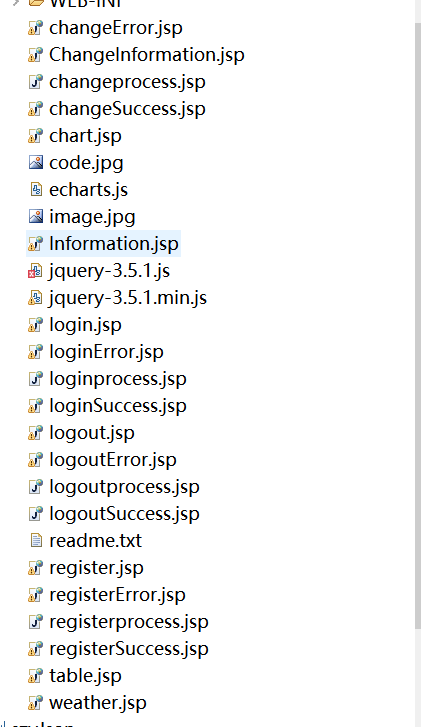 WEB-INF
changeError.jsp
ChangeInformation.jsp
changeprocess.jsp
changeSuccess.jsp
chart.jsp
code.jpg
echarts.js
image.jpg
Information.jsp
jquery-3.5.1.js
jquery-3.5.1.min.js
login.jsp
loginError.jsp
loginprocess.jsp
loginSuccess.jsp
logout.jsp
logoutError.jsp
logoutprocess.jsp
logoutSuccess.jsp
readme.txt
register.jsp
registerError.jsp
registerprocess.jsp
registerSuccess.jsp
table.jsp
weather.jsp